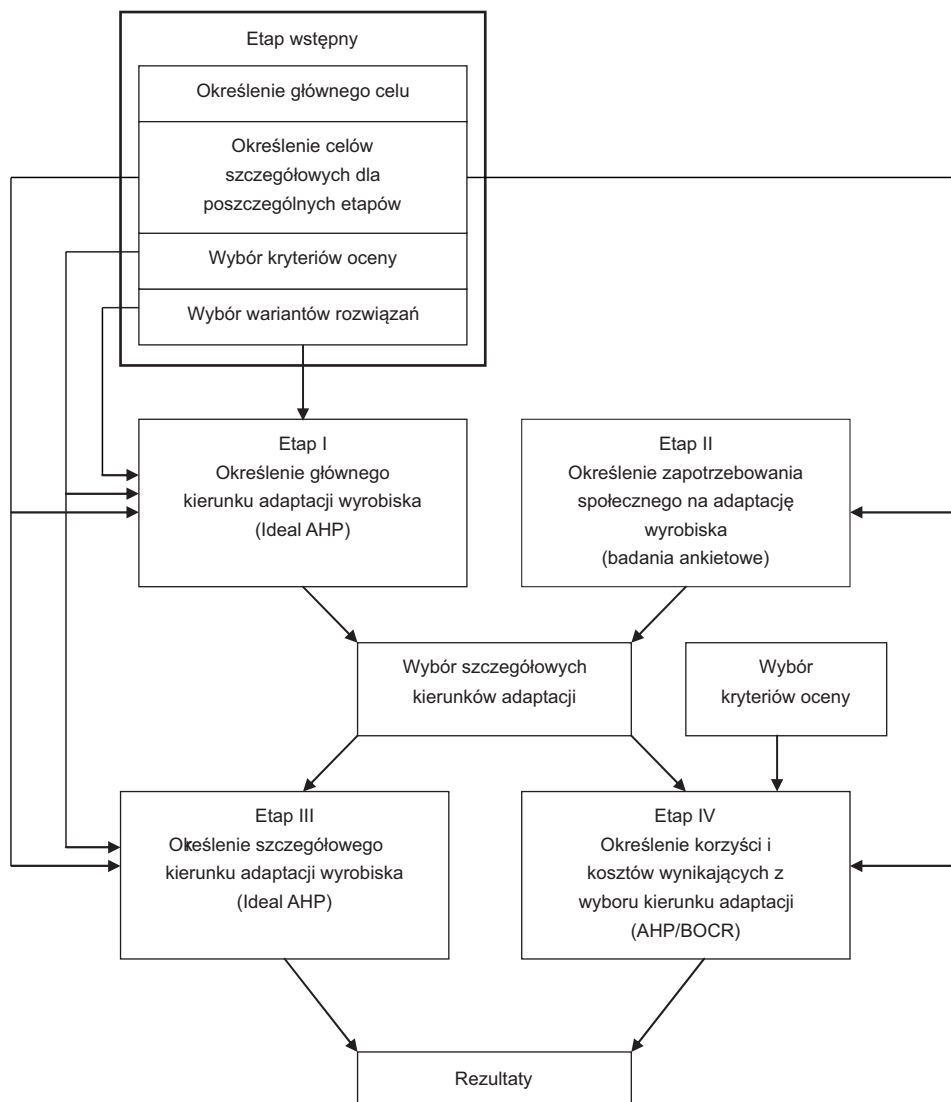 Etap wstępny
Określenie głównego celu
Określenie celów
szczegółowych dla
poszczególnych etapów
Wybór kryteriów oceny
Wybór wariantów rozwiązań
Etap I
Określenie głównego
kierunku adaptacji wyrobiska
(Ideal AHP)
Etap II
Określenie zapotrzebowania
społecznego na adaptację
wyrobiska
(badania ankietowe)
Wybór szczegółowych
kierunków adaptacji
Wybór
kryteriów oceny
Etap III
Określenie szczegółowego
kierunku adaptacji wyrobiska
(Ideal AHP)
Etap IV
Określenie korzyści i
kosztów wynikających z
wyboru kierunku adaptacji
(AHP/BOCR)
Rezultaty